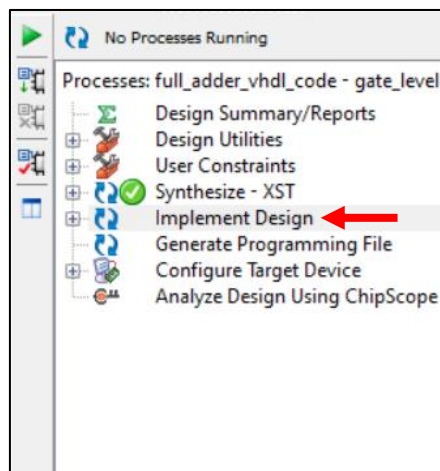 No Processes Running
Processes: full_adder_vhdl_code - gate_level
Design Summary/Reports
Design Utilities
User Constraints
Synthesize - XST
Implement Design
Generate Programming File
Configure Target Device
Analyze Design Using ChipScope